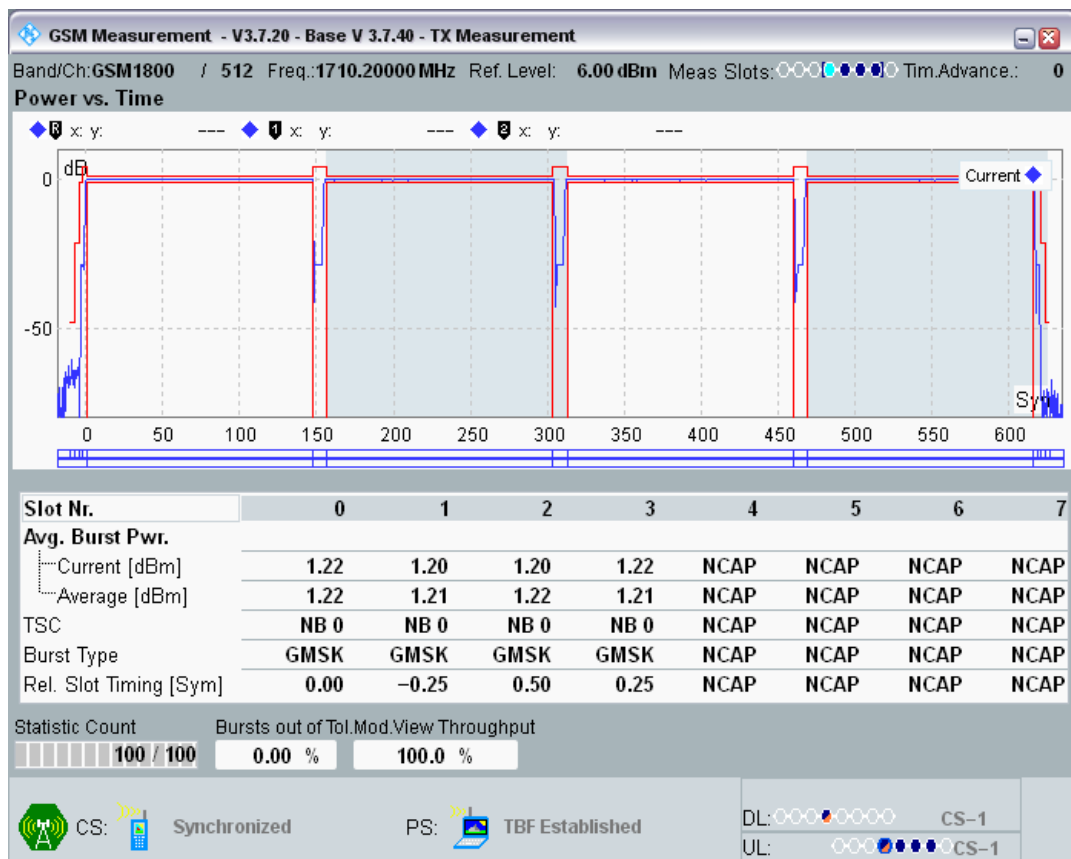 GSM Measurement - V3.7.20 - Base V 3.7.40 - TX Measurement
Band/Ch:GSM1800 / 512 Freq.:1710.20000 MHz Ref. Level: 6.00 dBm Meas Slots: Tim.Advance.: 0
Power vs. Time
R x: y: --- 1 x: y: --- 2 x: y: ---
dB
Current
0
-50
Sym
0 50 100 150 200 250 300 350 400 450 500 550 600
Slot Nr. 0 1 2 3 4 5 6 7
Avg. Burst Pwr.
Current [dBm] 1.22 1.20 1.20 1.22 NCAP NCAP NCAP NCAP
Average [dBm] 1.22 1.21 1.22 1.21 NCAP NCAP NCAP NCAP
TSC NB 0 NB 0 NB 0 NB 0 NCAP NCAP NCAP NCAP
Burst Type GMSK GMSK GMSK GMSK NCAP NCAP NCAP NCAP
Rel. Slot Timing [Sym] 0.00 −0.25 0.50 0.25 NCAP NCAP NCAP NCAP
Statistic Count Bursts out of Tol.Mod.View Throughput
100 / 100 0.00 % 100.0 %
CS: Synchronized PS: TBF Established
DL: CS−1
UL: CS−1